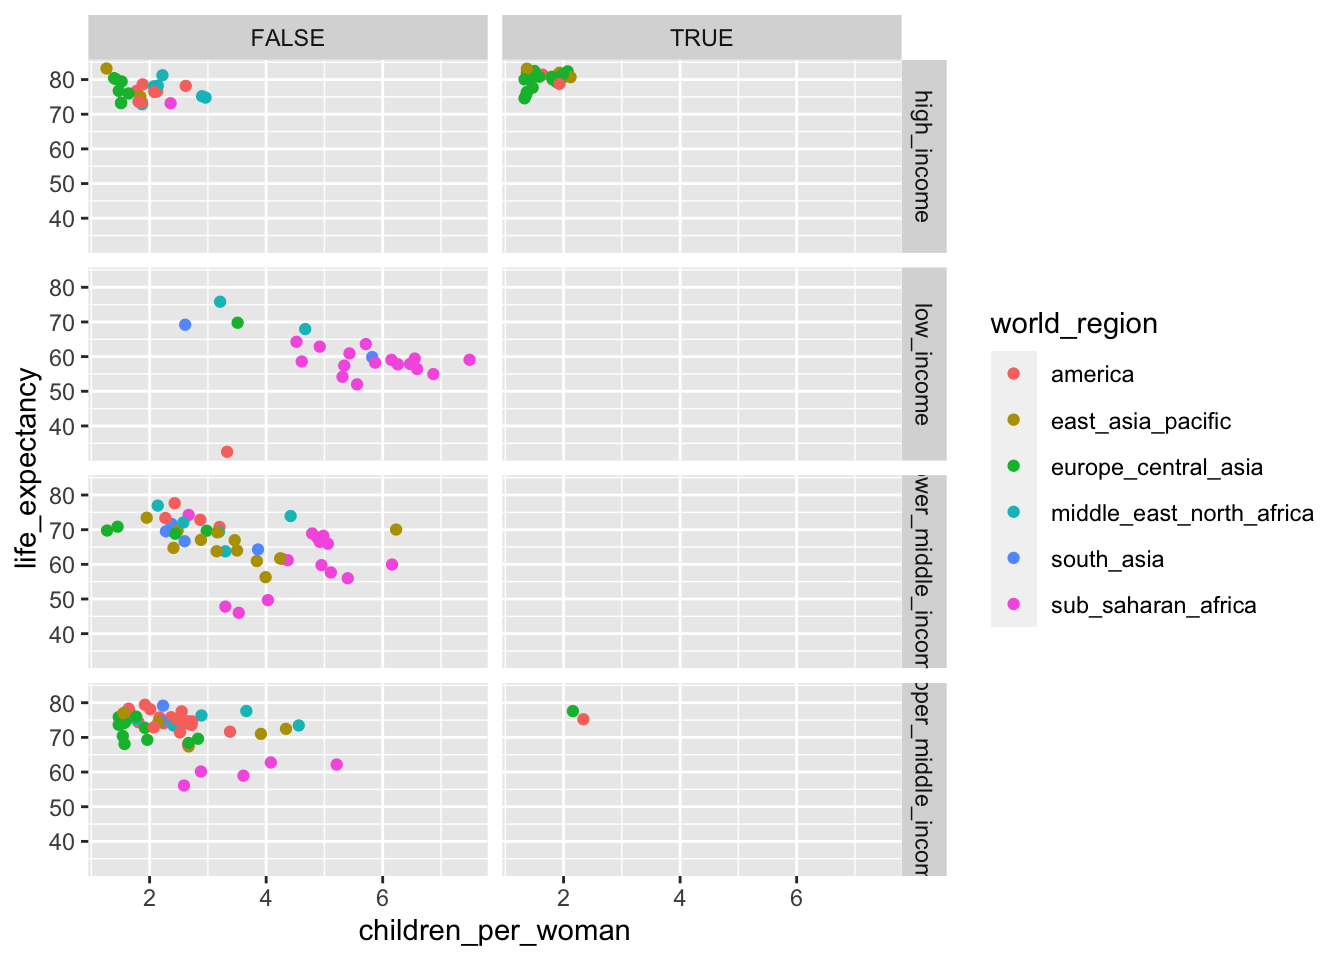 FALSE
TRUE
80
70
60
50
40
high_income
80
70
60
50
40
low_income
80
70
60
50
40
ower_middle_incom
80
70
60
50
40
pper_middle_incom
2
4
6
2
4
6
children_per_woman
life_expectancy
world_region
america
east_asia_pacific
europe_central_asia
middle_east_north_africa
south_asia
sub_saharan_africa